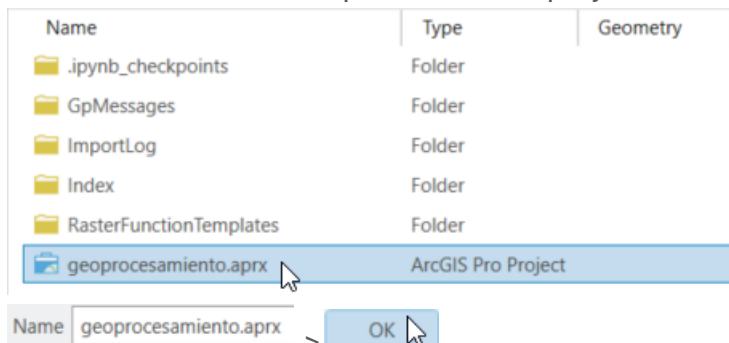 Name Type Geometry
.ipynb_checkpoints Folder
GpMessages Folder
ImportLog Folder
Index Folder
RasterFunctionTemplates Folder
geoprocesamiento.aprx ArcGIS Pro Project
Name geoprocesamiento.aprx > OK